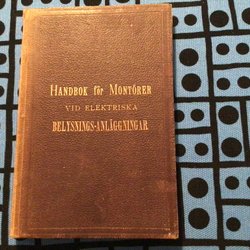 HANDBOK för MONTÖRER
VID ELEKTRISKA
BELYSNINGS-ANLÄGGNINGAR